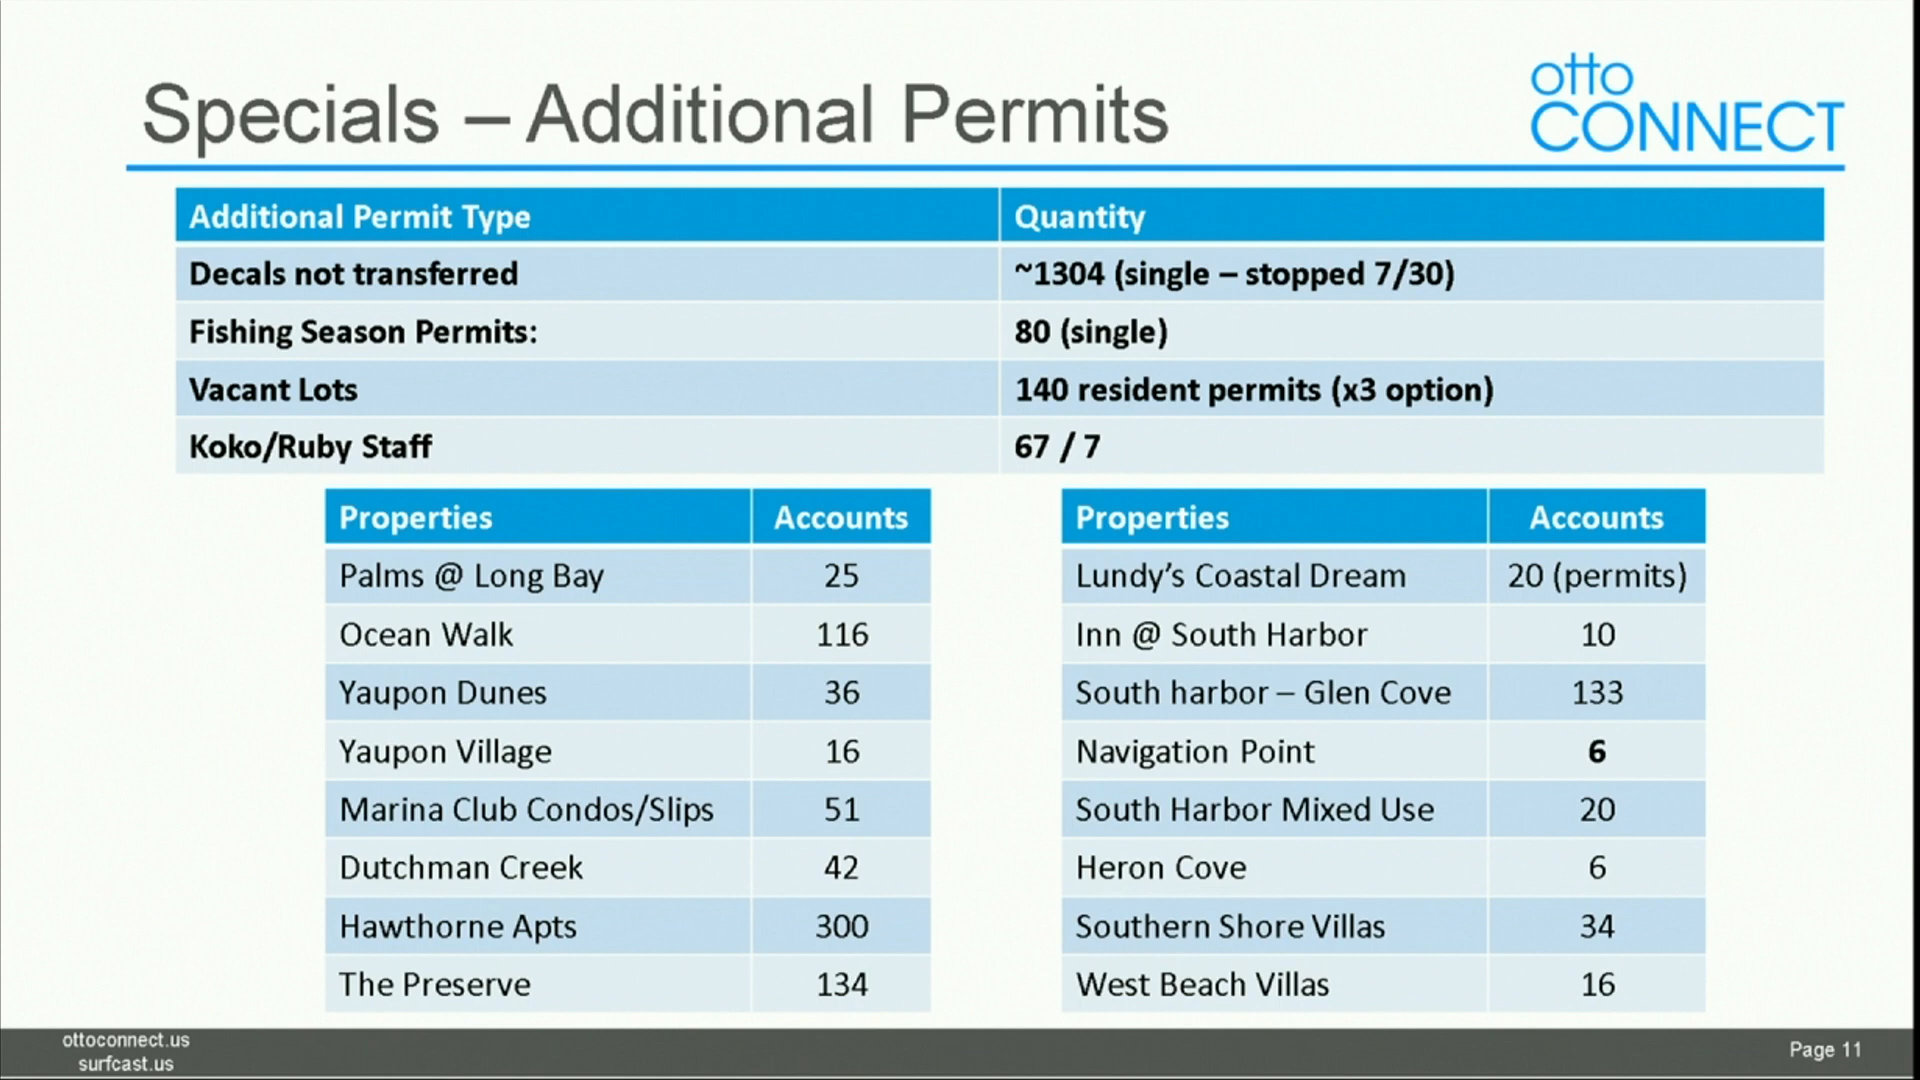 Specials – Additional Permits
otto
CONNECT
Additional Permit Type Quantity
Decals not transferred ~1304 (single – stopped 7/30)
Fishing Season Permits: 80 (single)
Vacant Lots 140 resident permits (x3 option)
Koko/Ruby Staff 67 / 7
Properties Accounts
Palms @ Long Bay 25
Ocean Walk 116
Yaupon Dunes 36
Yaupon Village 16
Marina Club Condos/Slips 51
Dutchman Creek 42
Hawthorne Apts 300
The Preserve 134
Properties Accounts
Lundy's Coastal Dream 20 (permits)
Inn @ South Harbor 10
South harbor – Glen Cove 133
Navigation Point 6
South Harbor Mixed Use 20
Heron Cove 6
Southern Shore Villas 34
West Beach Villas 16
ottoconnect.us
surfcast.us
Page 11